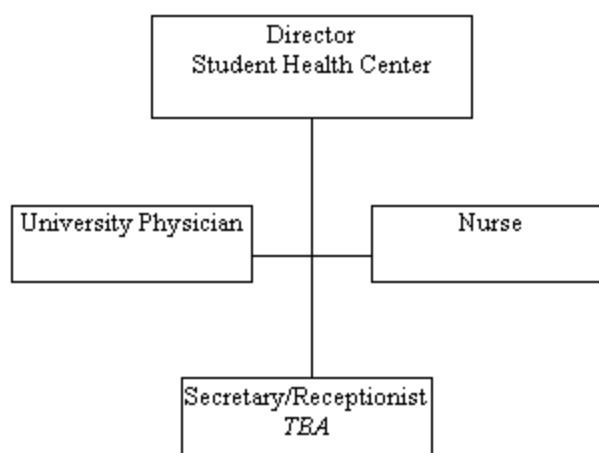 Director
Student Health Center
University Physician
Nurse
Secretary/Receptionist
TBA